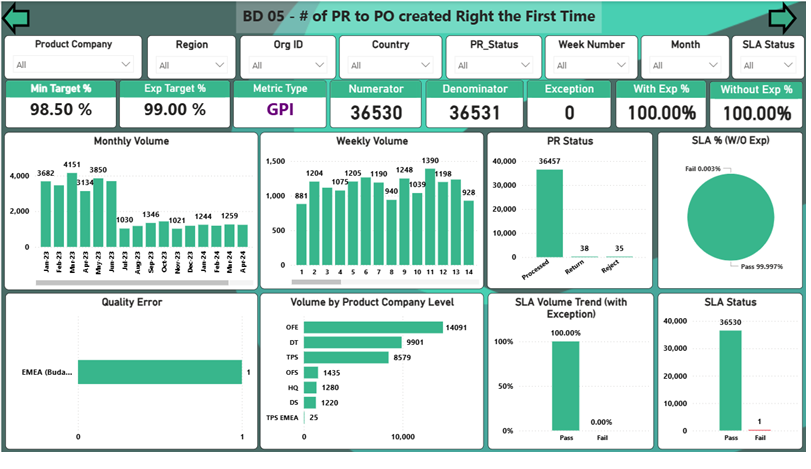 BD 05 - # of PR to PO created Right the First Time
Product Company
Region
Org ID
Country
PR_Status
Week Number
Month
SLA Status
All
All
All
All
All
All
All
All
Min Target %
Exp Target %
Metric Type
Numerator
Denominator
Exception
With Exp %
Without Exp %
98.50 %
99.00 %
GPI
36530
36531
0
100.00%
100.00%
Monthly Volume
4,000
2,000
0
3682
4151
3134
3850
1030
1346
1021
1244
1259
Jan-23
Feb-23
Mar-23
Apr-23
May-23
Jun-23
Jul-23
Aug-23
Sep-23
Oct-23
Nov-23
Dec-23
Jan-24
Feb-24
Mar-24
Apr-24
Weekly Volume
1,500
1,000
500
0
881
1204
1075
1205
1190
940
1248
1039
1390
1198
928
1 2 3 4 5 6 7 8 9 10 11 12 13 14
PR Status
40,000
30,000
20,000
10,000
0
36457
38
35
Processed
Return
Reject
SLA % (W/O Exp)
Fail 0.003%
Pass 99.997%
Quality Error
EMEA (Buda...
1
0 1
Volume by Product Company Level
OFE 14091
DT 9901
TPS 8579
OFS 1435
HQ 1280
DS 1220
TPS EMEA 25
0 10,000
SLA Volume Trend (with
Exception)
100%
50%
0%
100.00%
0.00%
Pass Fail
SLA Status
40,000
30,000
20,000
10,000
0
36530
1
Pass Fail